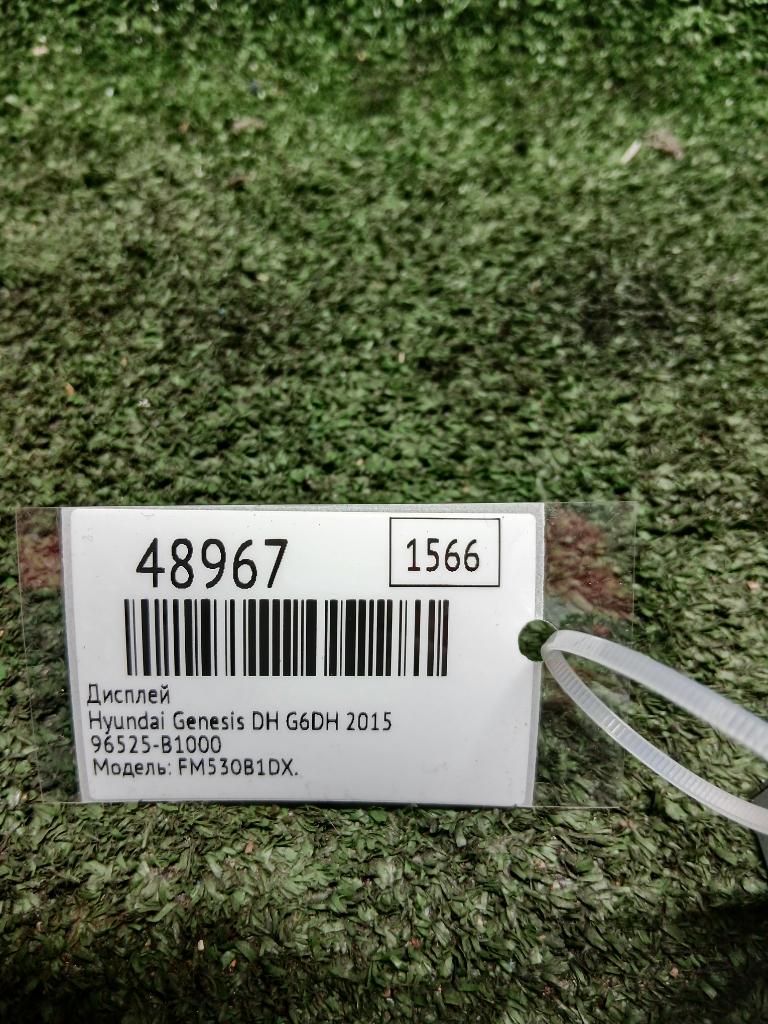 48967
1566
Дисплей
Hyundai Genesis DH G6DH 2015
96525-B1000
Модель: FM530B1DX.